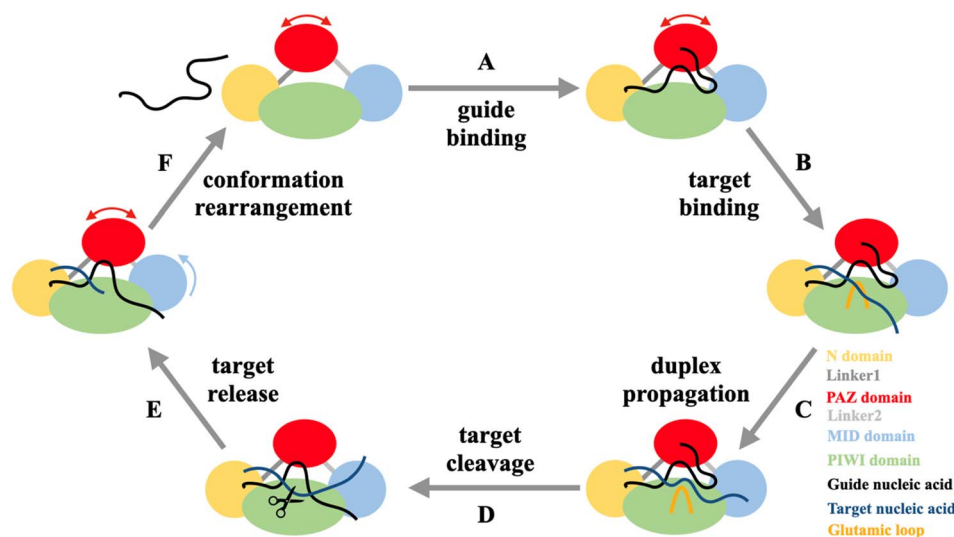 A
guide
binding
B
target
binding
C
duplex
propagation
D
target
cleavage
E
target
release
F
conformation
rearrangement
N domain
Linker1
PAZ domain
Linker2
MID domain
PIWI domain
Guide nucleic acid
Target nucleic acid
Glutamic loop